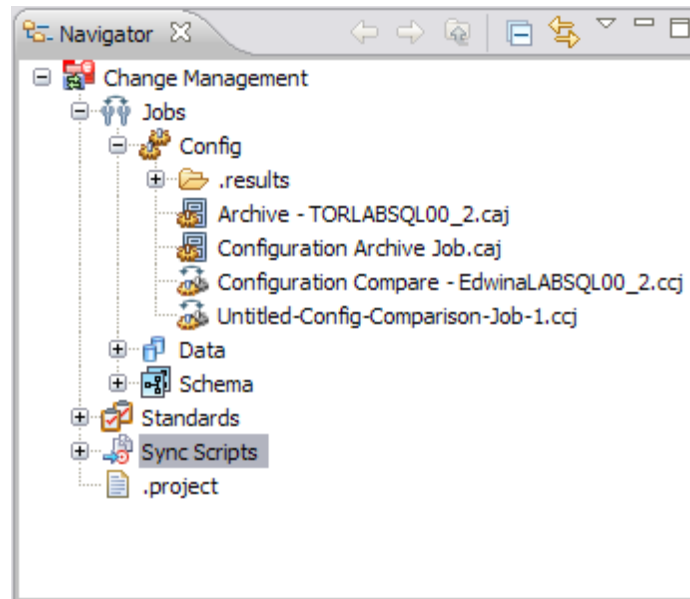 Navigator
Change Management
Jobs
Config
.results
Archive - TORLABSQL00_2.caj
Configuration Archive Job.caj
Configuration Compare - EdwinaLABSQL00_2.ccj
Untitled-Config-Comparison-Job-1.ccj
Data
Schema
Standards
Sync Scripts
.project